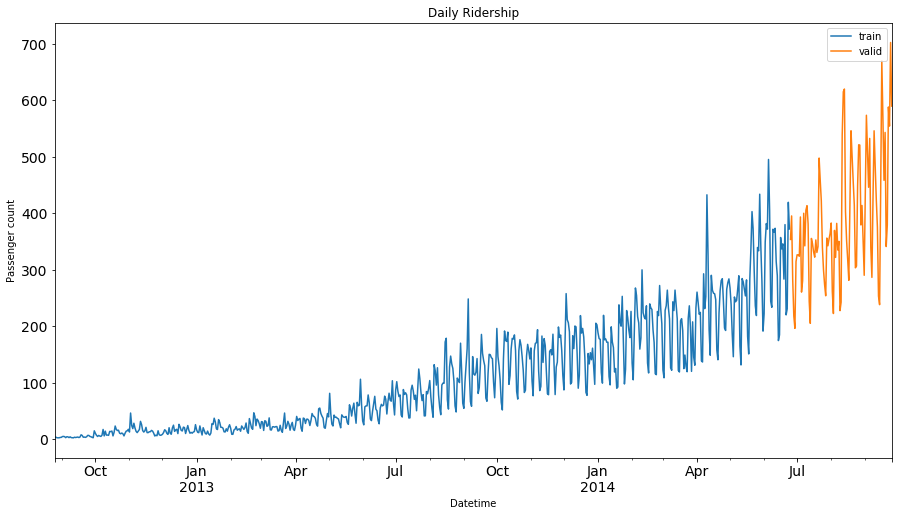 Daily Ridership
train
valid
Passenger count
700
600
500
400
300
200
100
0
Oct Jan Apr Jul Oct Jan Apr Jul
2013 2014
Datetime